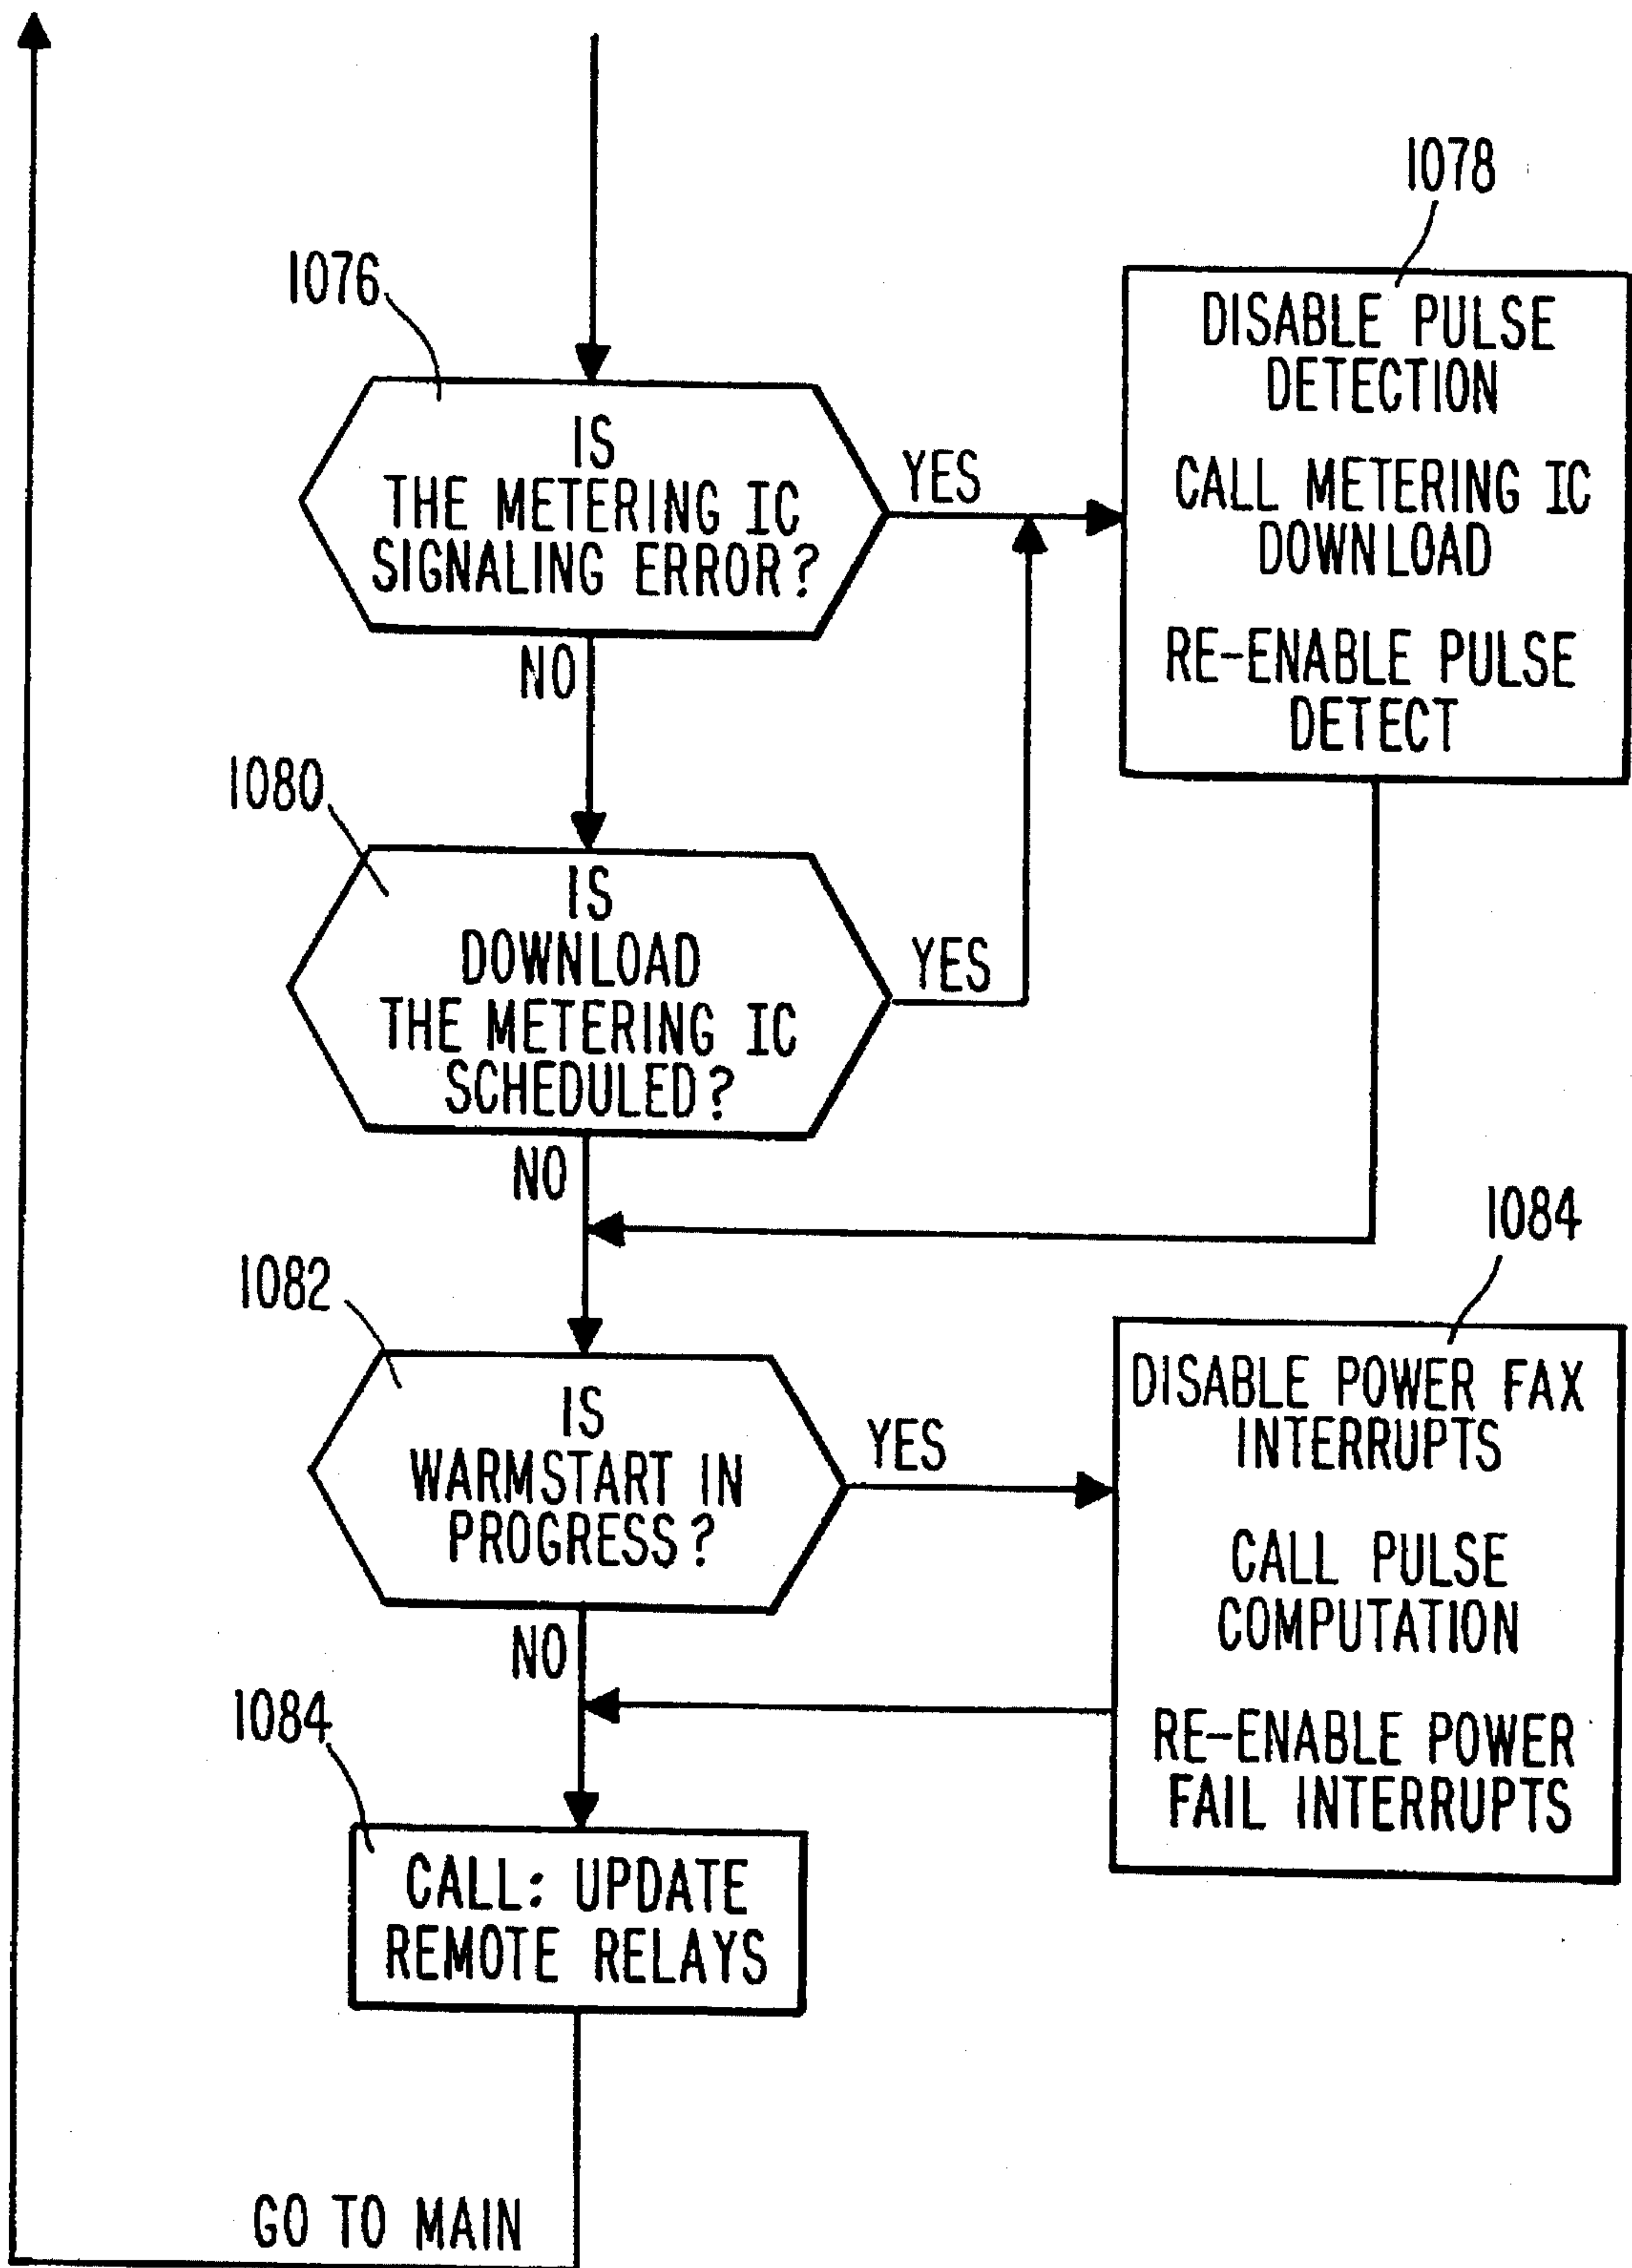 1076
IS
THE METERING IC
SIGNALING ERROR?
YES
NO
1078
DISABLE PULSE
DETECTION
CALL METERING IC
DOWNLOAD
RE-ENABLE PULSE
DETECT
1080
IS
DOWNLOAD
THE METERING IC
SCHEDULED?
YES
NO
1082
IS
WARMSTART IN
PROGRESS?
YES
NO
1084
DISABLE POWER FAX
INTERRUPTS
CALL PULSE
COMPUTATION
RE-ENABLE POWER
FAIL INTERRUPTS
1084
CALL: UPDATE
REMOTE RELAYS
GO TO MAIN